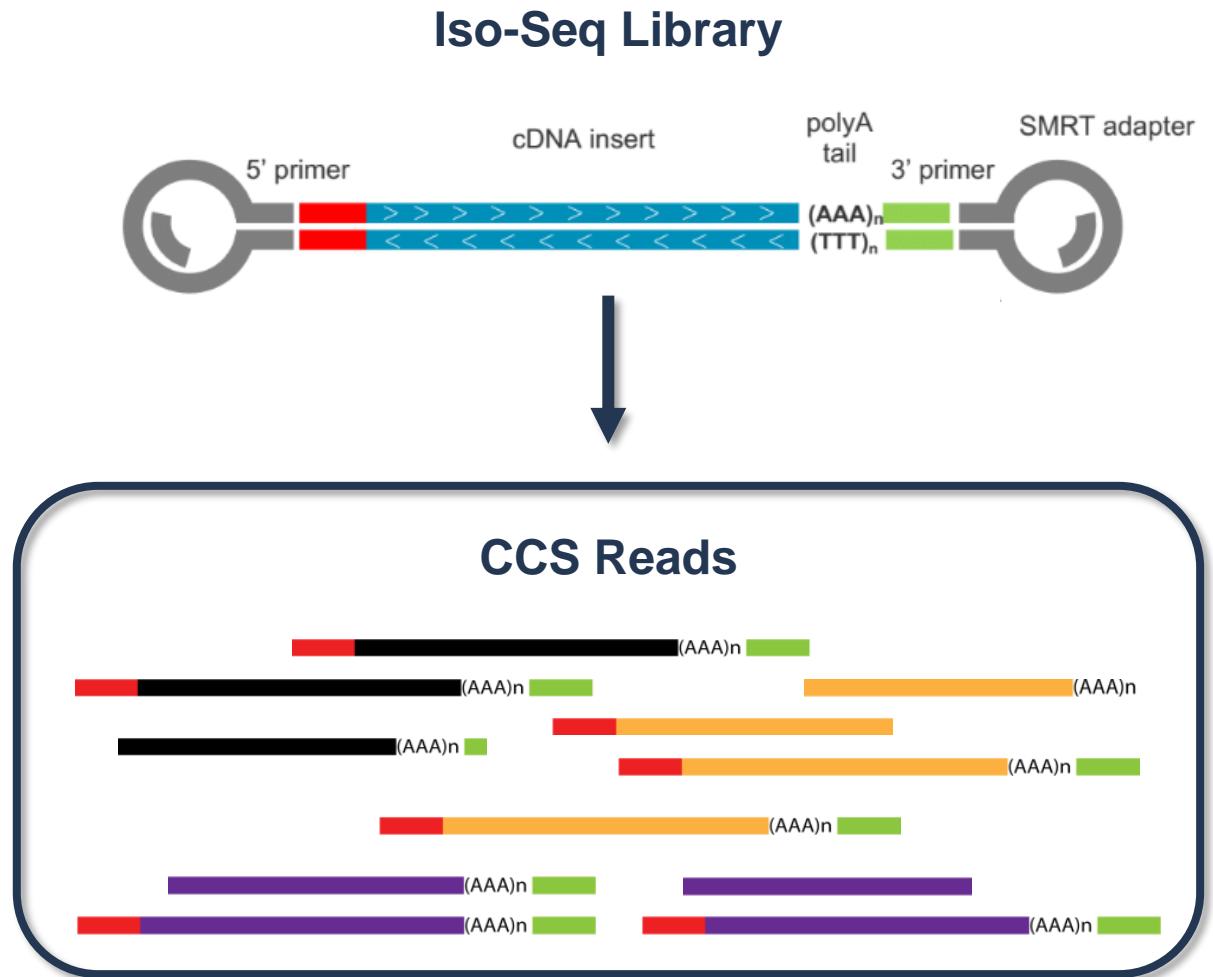 Iso-Seq Library
5' primer
cDNA insert
polyA
tail
3' primer
SMRT adapter
> > > > > > > > > > >
(AAA)n
< < < < < < < < < < < <
(TTT)n
CCS Reads
(AAA)n
(AAA)n
(AAA)n
(AAA)n
(AAA)n
(AAA)n
(AAA)n
(AAA)n
(AAA)n